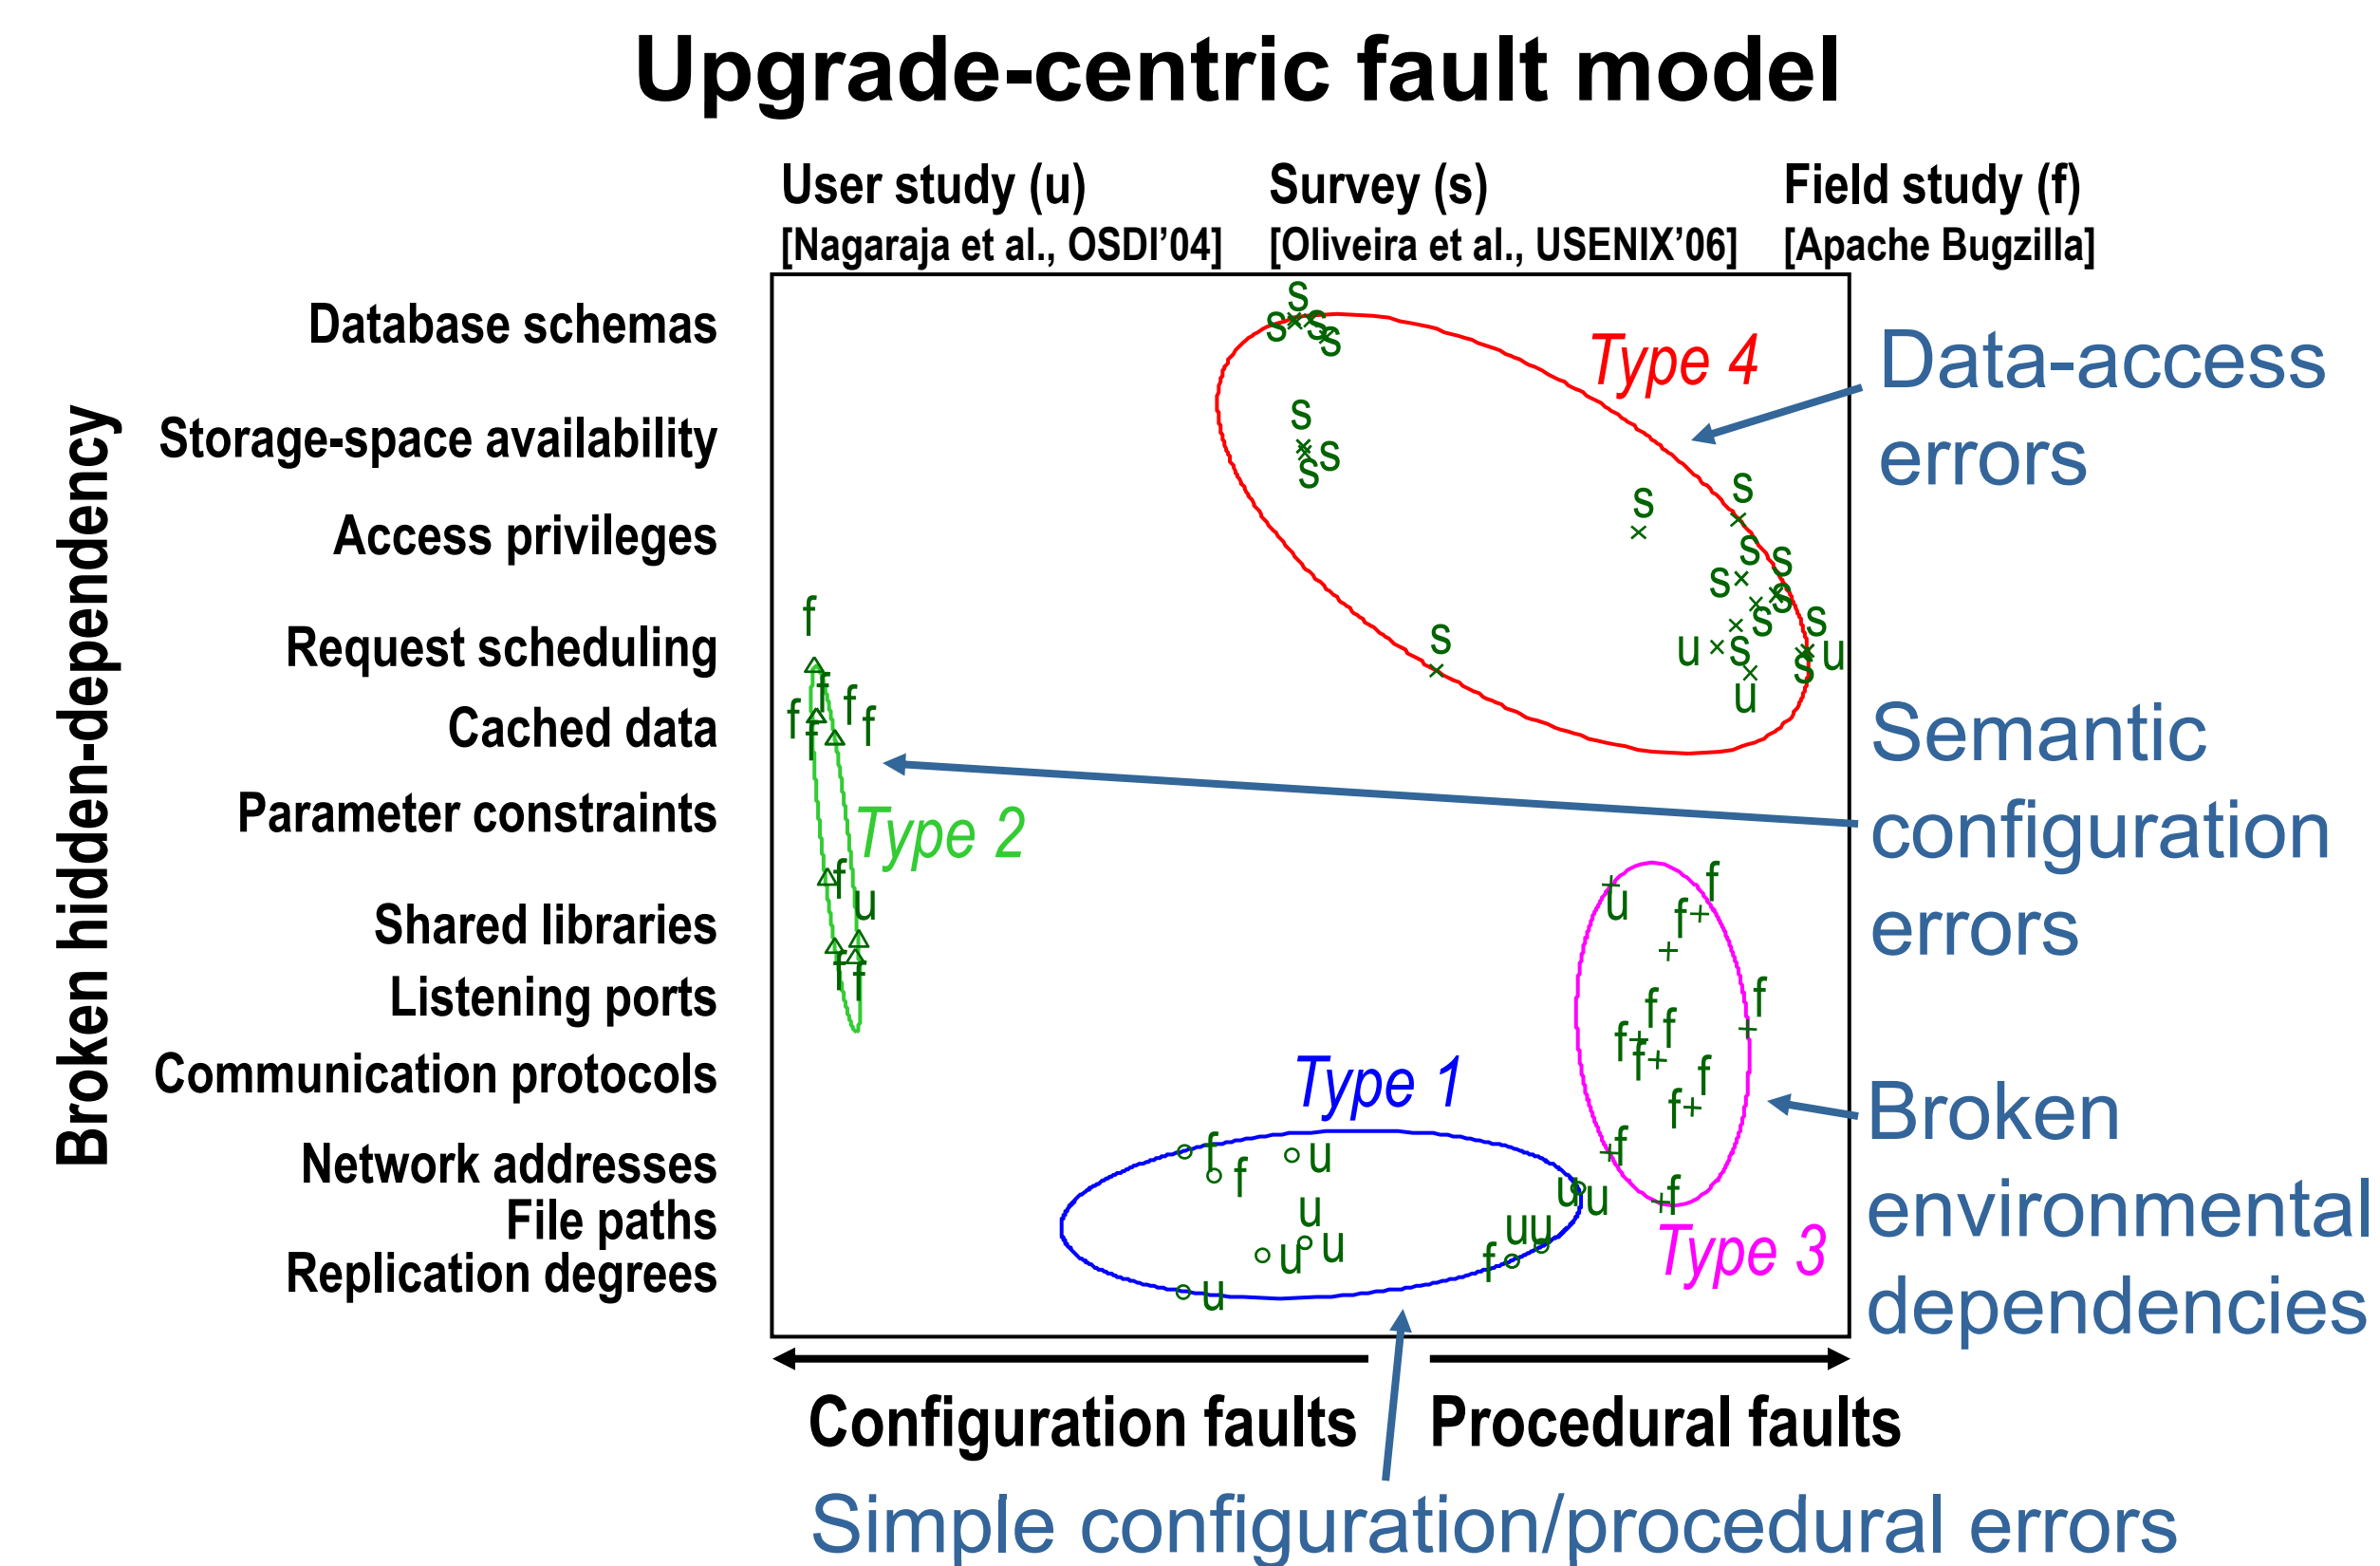 Upgrade-centric fault model
User study (u)
[Nagaraja et al., OSDI’04]
Survey (s)
[Oliveira et al., USENIX’06]
Field study (f)
[Apache Bugzilla]
Broken hidden-dependency
Database schemas
Storage-space availability
Access privileges
Request scheduling
Cached data
Parameter constraints
Shared libraries
Listening ports
Communication protocols
Network addresses
File paths
Replication degrees
s
s s s
s
s s
s
s
s s
s s
s s
s
u s
s u
u
Type 4
f
f
f f f
f
f
u
f f
Type 2
f
u f
f
f f
f f
f
f
f
f
Type 3
Type 1
f u
f
u
u u
u
u u
u u
f
Data-access
errors
Semantic
configuration
errors
Broken
environmental
dependencies
Configuration faults
Procedural faults
Simple configuration/procedural errors